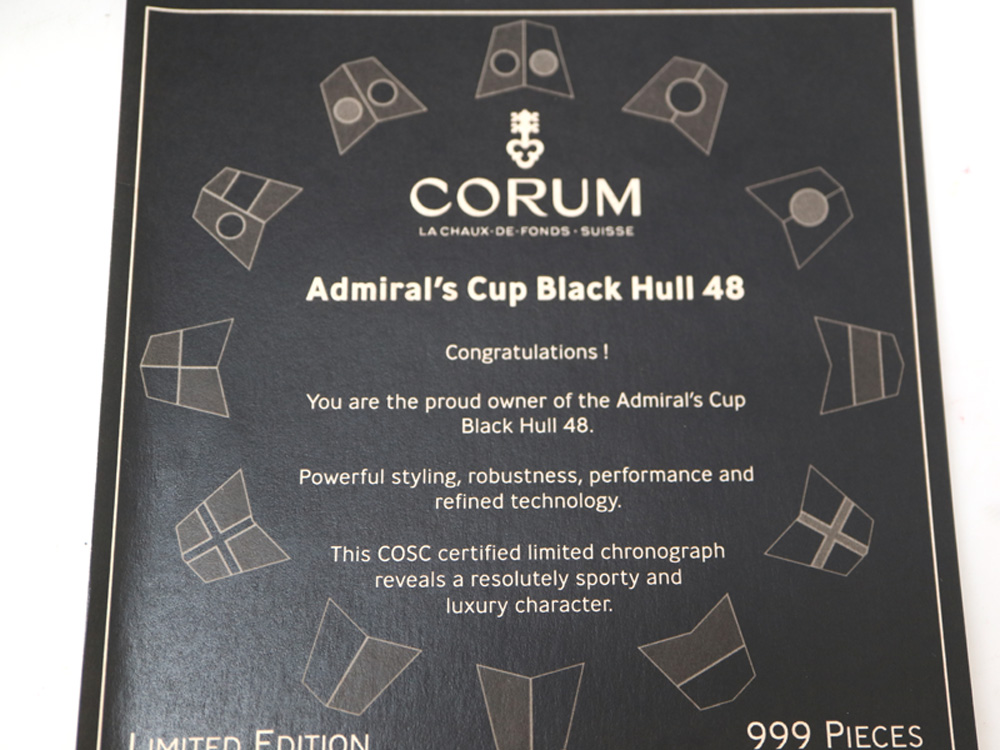 CORUM
LA CHAUX-DE-FONDS · SUISSE
Admiral's Cup Black Hull 48
Congratulations !
You are the proud owner of the Admiral's Cup
Black Hull 48.
Powerful styling, robustness, performance and
refined technology.
This COSC certified limited chronograph
reveals a resolutely sporty and
luxury character.
LIMITED EDITION
999 PIECES